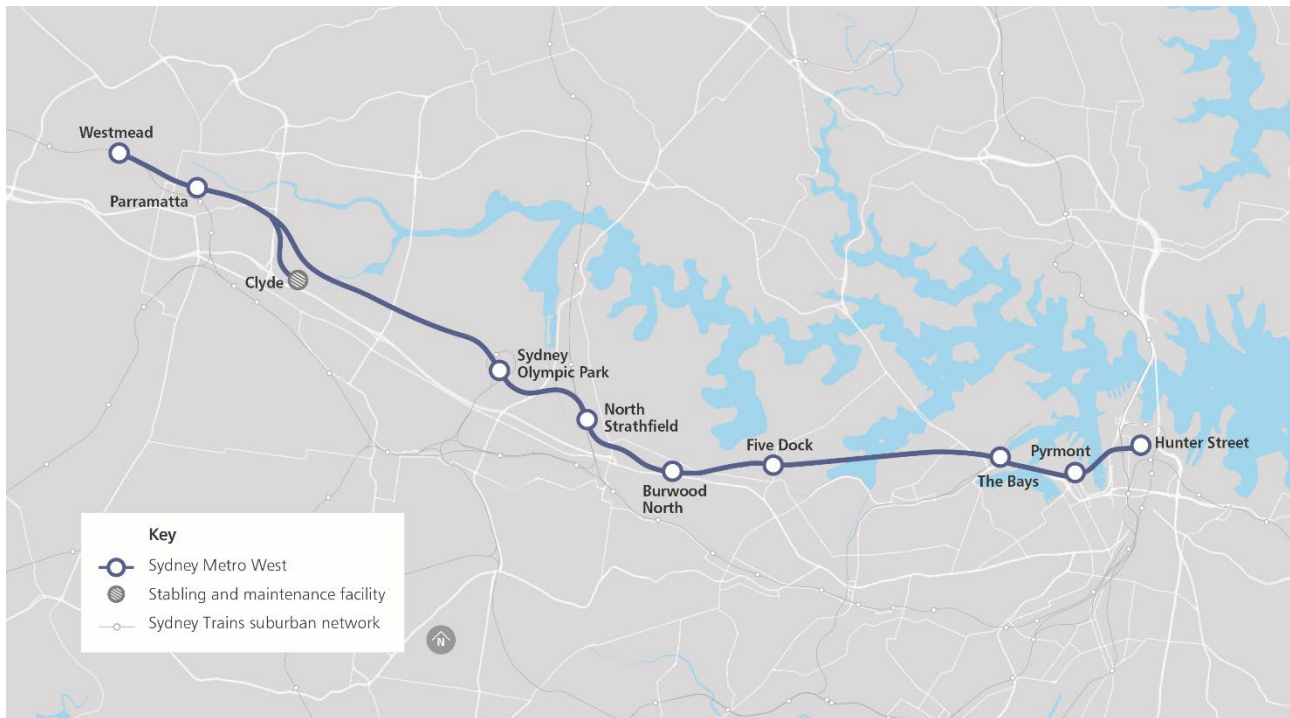 Westmead
Parramatta
Clyde
Sydney
Olympic Park
North
Strathfield
Burwood
North
Five Dock
The Bays
Pyrmont
Hunter Street
Key
Sydney Metro West
Stabling and maintenance facility
Sydney Trains suburban network
N